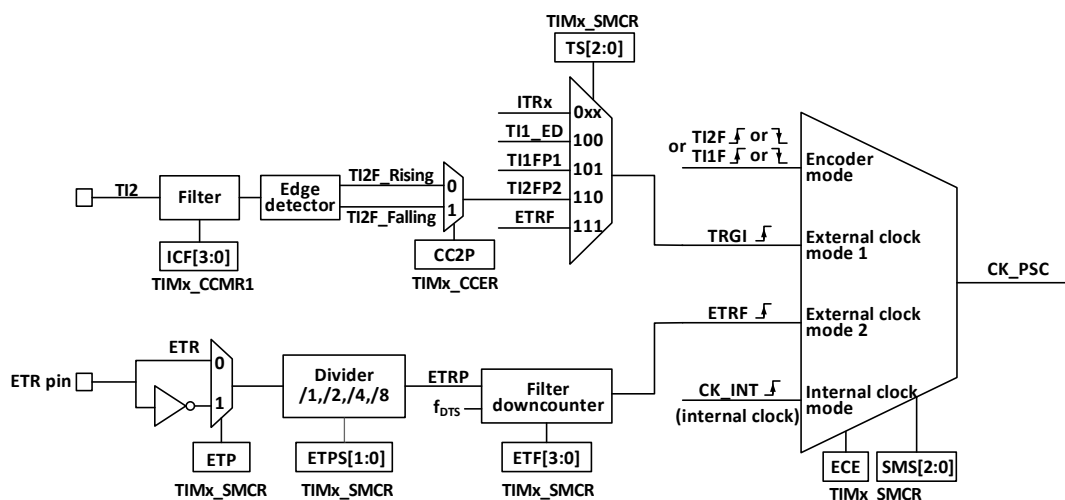 TIMx_SMCR
TS[2:0]
ITRx
0xx
TI1_ED
100
TI1FP1
101
TI2FP2
110
ETRF
111
TI2
Filter
Edge
detector
TI2F_Rising
0
TI2F_Falling
1
ICF[3:0]
TIMx_CCMR1
CC2P
TIMx_CCER
or TI2F or
TI1F or
Encoder
mode
TRGI
External clock
mode 1
CK_PSC
ETRF
External clock
mode 2
CK_INT
(internal clock)
Internal clock
mode
ECE
SMS[2:0]
TIMx_SMCR
ETR pin
ETR
0
1
Divider
/1,/2,/4,/8
ETRP
fDTS
Filter
downcounter
ETP
TIMx_SMCR
ETPS[1:0]
TIMx_SMCR
ETF[3:0]
TIMx_SMCR